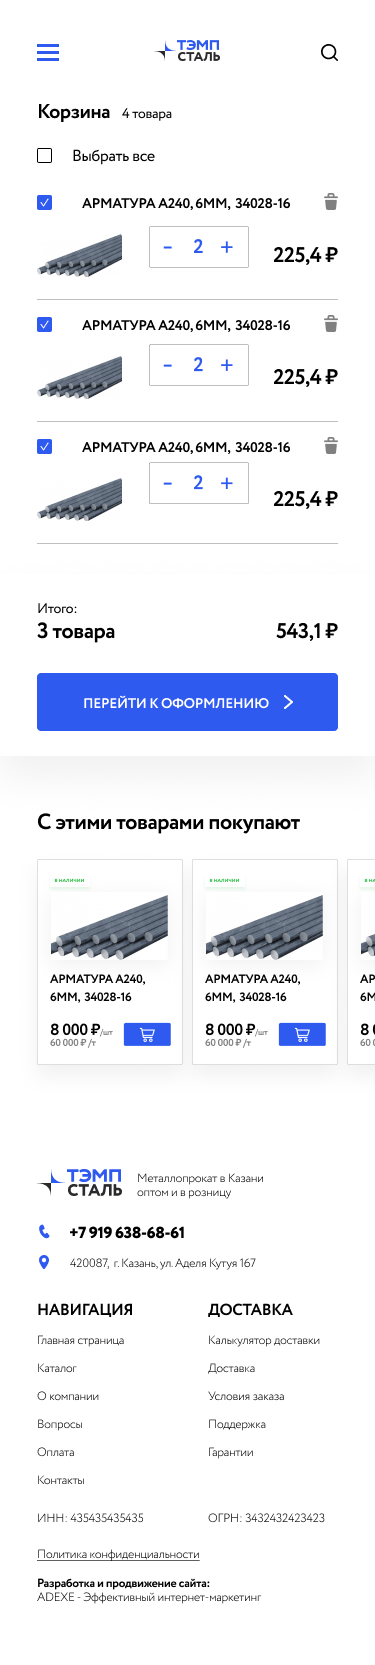 ТЭМП
СТАЛЬ
Корзина 4 товара
Выбрать все
АРМАТУРА А240, 6ММ, 34028-16
- 2 +
225,4 ₽
АРМАТУРА А240, 6ММ, 34028-16
- 2 +
225,4 ₽
АРМАТУРА А240, 6ММ, 34028-16
- 2 +
225,4 ₽
Итого:
3 товара 543,1 ₽
ПЕРЕЙТИ К ОФОРМЛЕНИЮ
С этими товарами покупают
В НАЛИЧИИ
АРМАТУРА А240,
6ММ, 34028-16
8 000 ₽/шт
60 000 ₽ /т
В НАЛИЧИИ
АРМАТУРА А240,
6ММ, 34028-16
8 000 ₽/шт
60 000 ₽ /т
В НА
АР
6М
8 0
60 0
ТЭМП
СТАЛЬ
Металлопрокат в Казани
оптом и в розницу
+7 919 638-68-61
420087, г. Казань, ул. Аделя Кутуя 167
НАВИГАЦИЯ
Главная страница
Каталог
О компании
Вопросы
Оплата
Контакты
ДОСТАВКА
Калькулятор доставки
Доставка
Условия заказа
Поддержка
Гарантии
ИНН: 435435435435
ОГРН: 3432432423423
Политика конфиденциальности
Разработка и продвижение сайта:
ADEXE - Эффективный интернет-маркетинг